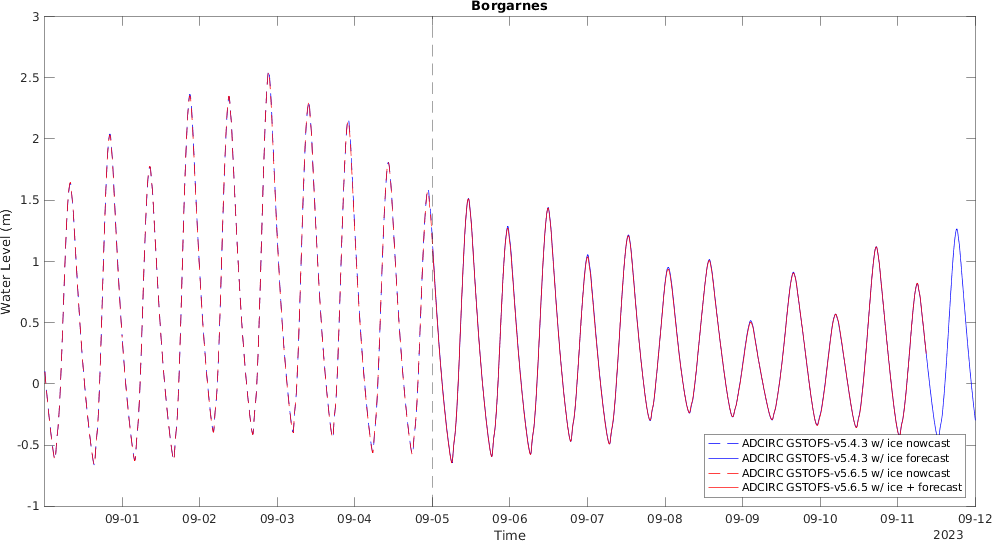 Borgarnes
3
2.5
2
1.5
1
0.5
0
-0.5
-1
Water Level (m)
09-01 09-02 09-03 09-04 09-05 09-06 09-07 09-08 09-09 09-10 09-11 09-12
Time
2023
ADCIRC GSTOFS-v5.4.3 w/ ice nowcast
ADCIRC GSTOFS-v5.4.3 w/ ice forecast
ADCIRC GSTOFS-v5.6.5 w/ ice nowcast
ADCIRC GSTOFS-v5.6.5 w/ ice + forecast